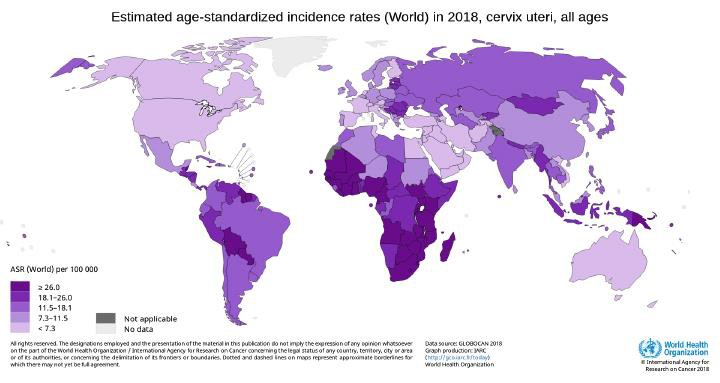 Estimated age-standardized incidence rates (World) in 2018, cervix uteri, all ages
ASR (World) per 100 000
≥ 26.0
18.1–26.0
11.5–18.1
7.3–11.5
< 7.3
Not applicable
No data
All rights reserved. The designations employed and the presentation of the material in this publication do not imply the expression of any opinion whatsoever
on the part of the World Health Organization / International Agency for Research on Cancer concerning the legal status of any country, territory, city or area
or of its authorities, or concerning the delimitation of its frontiers or boundaries. Dotted and dashed lines on maps represent approximate borderlines for
which there may not yet be full agreement.
Data source: GLOBOCAN 2018
Graph production: IARC
(http://gco.iarc.fr/today)
World Health Organization
World Health
Organization
© International Agency for
Research on Cancer 2018